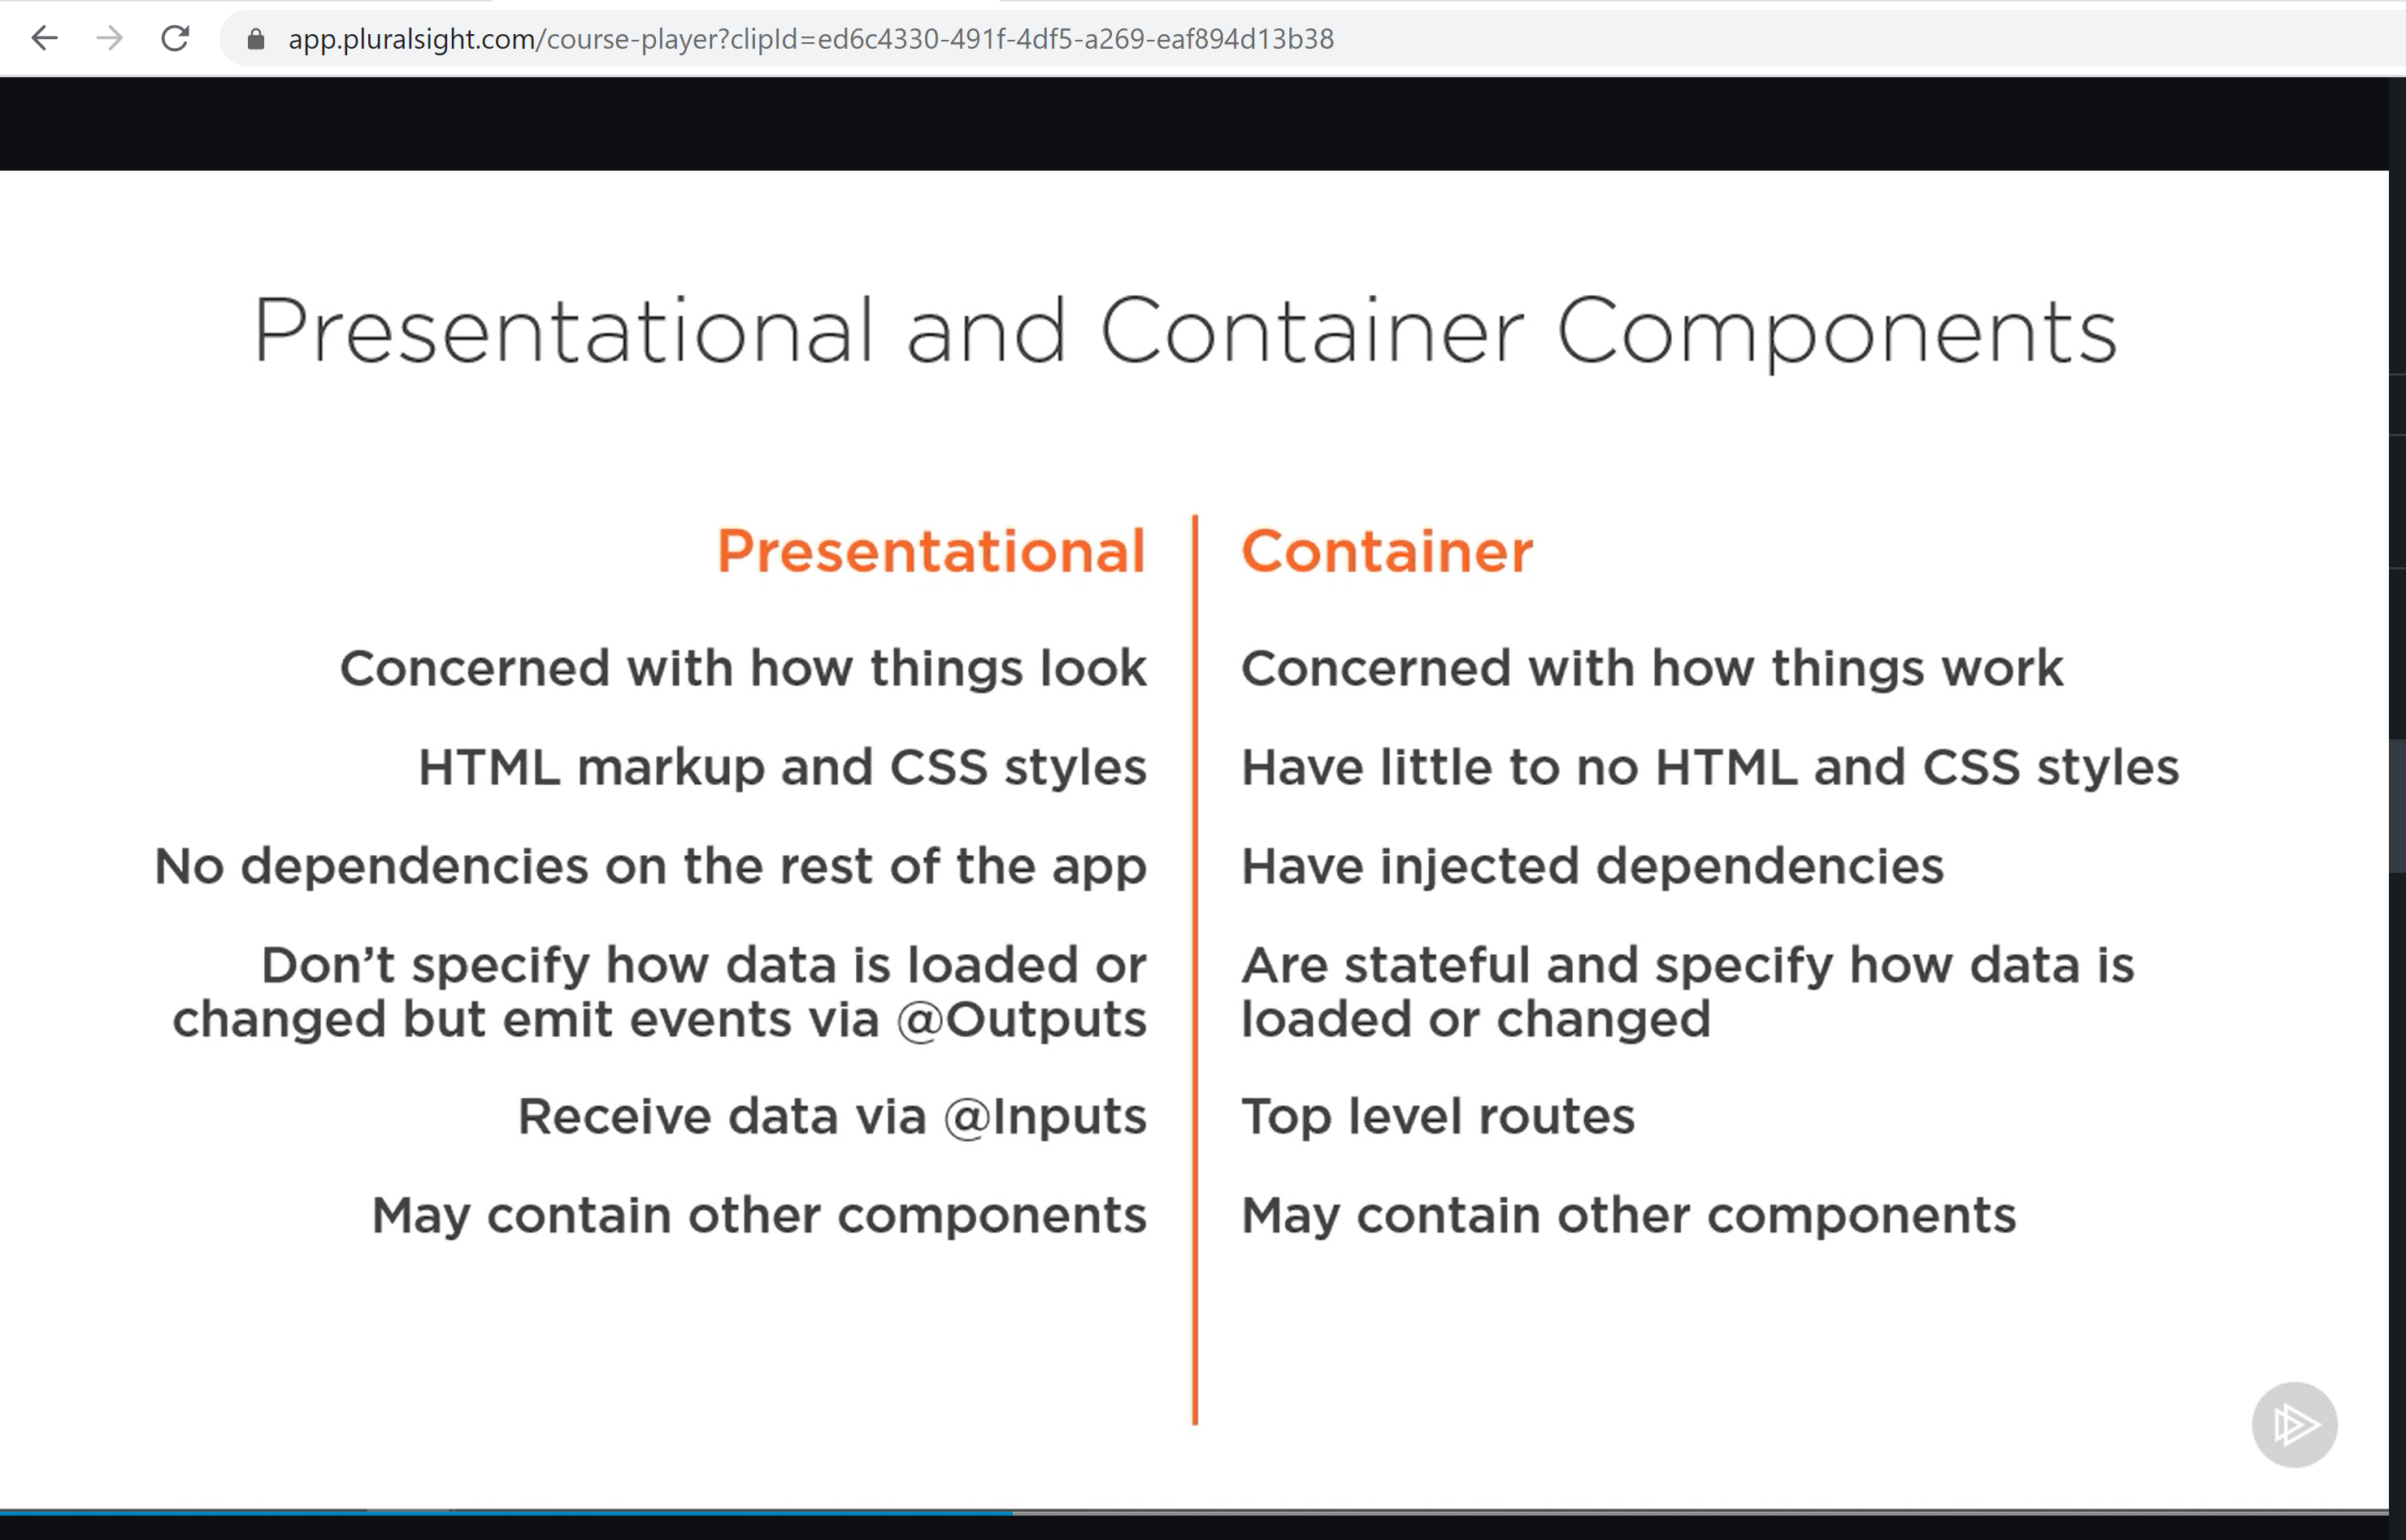 app.pluralsight.com/course-player?clipId=ed6c4330-491f-4df5-a269-eaf894d13b38
Presentational and Container Components
Presentational
Concerned with how things look
HTML markup and CSS styles
No dependencies on the rest of the app
Don’t specify how data is loaded or
changed but emit events via @Outputs
Receive data via @Inputs
May contain other components
Container
Concerned with how things work
Have little to no HTML and CSS styles
Have injected dependencies
Are stateful and specify how data is
loaded or changed
Top level routes
May contain other components